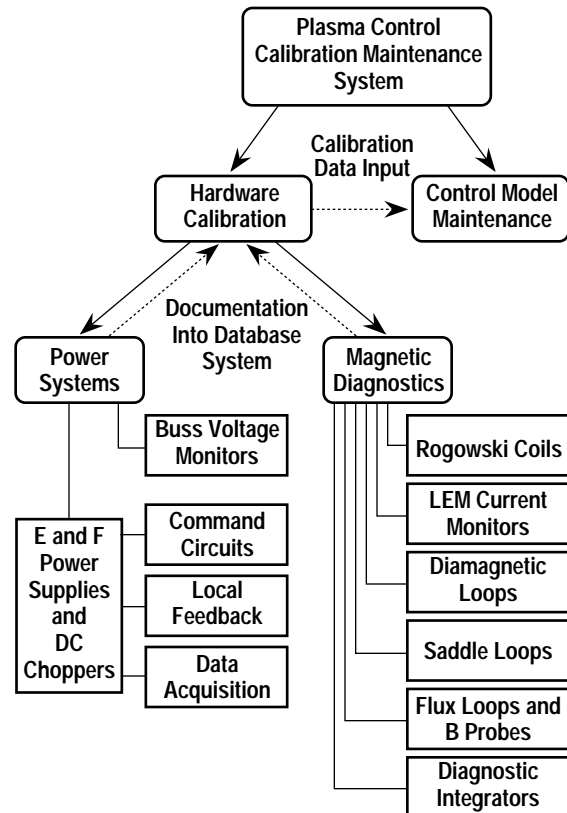 Plasma Control
Calibration Maintenance
System
Calibration
Data Input
Hardware
Calibration
Control Model
Maintenance
Documentation
Into Database
System
Power
Systems
Magnetic
Diagnostics
Buss Voltage
Monitors
E and F
Power
Supplies
and
DC
Choppers
Command
Circuits
Local
Feedback
Data
Acquisition
Rogowski Coils
LEM Current
Monitors
Diamagnetic
Loops
Saddle Loops
Flux Loops and
B Probes
Diagnostic
Integrators